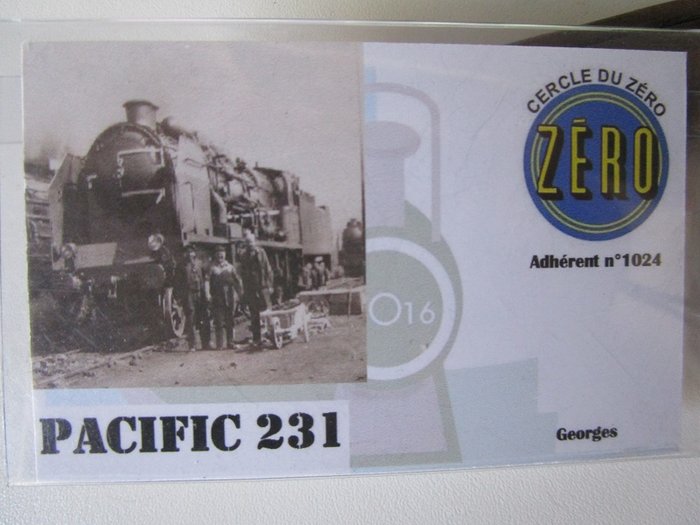 CERCLE DU ZÉRO
ZÉRO
Adhérent n°1024
O16
PACIFIC 231
Georges